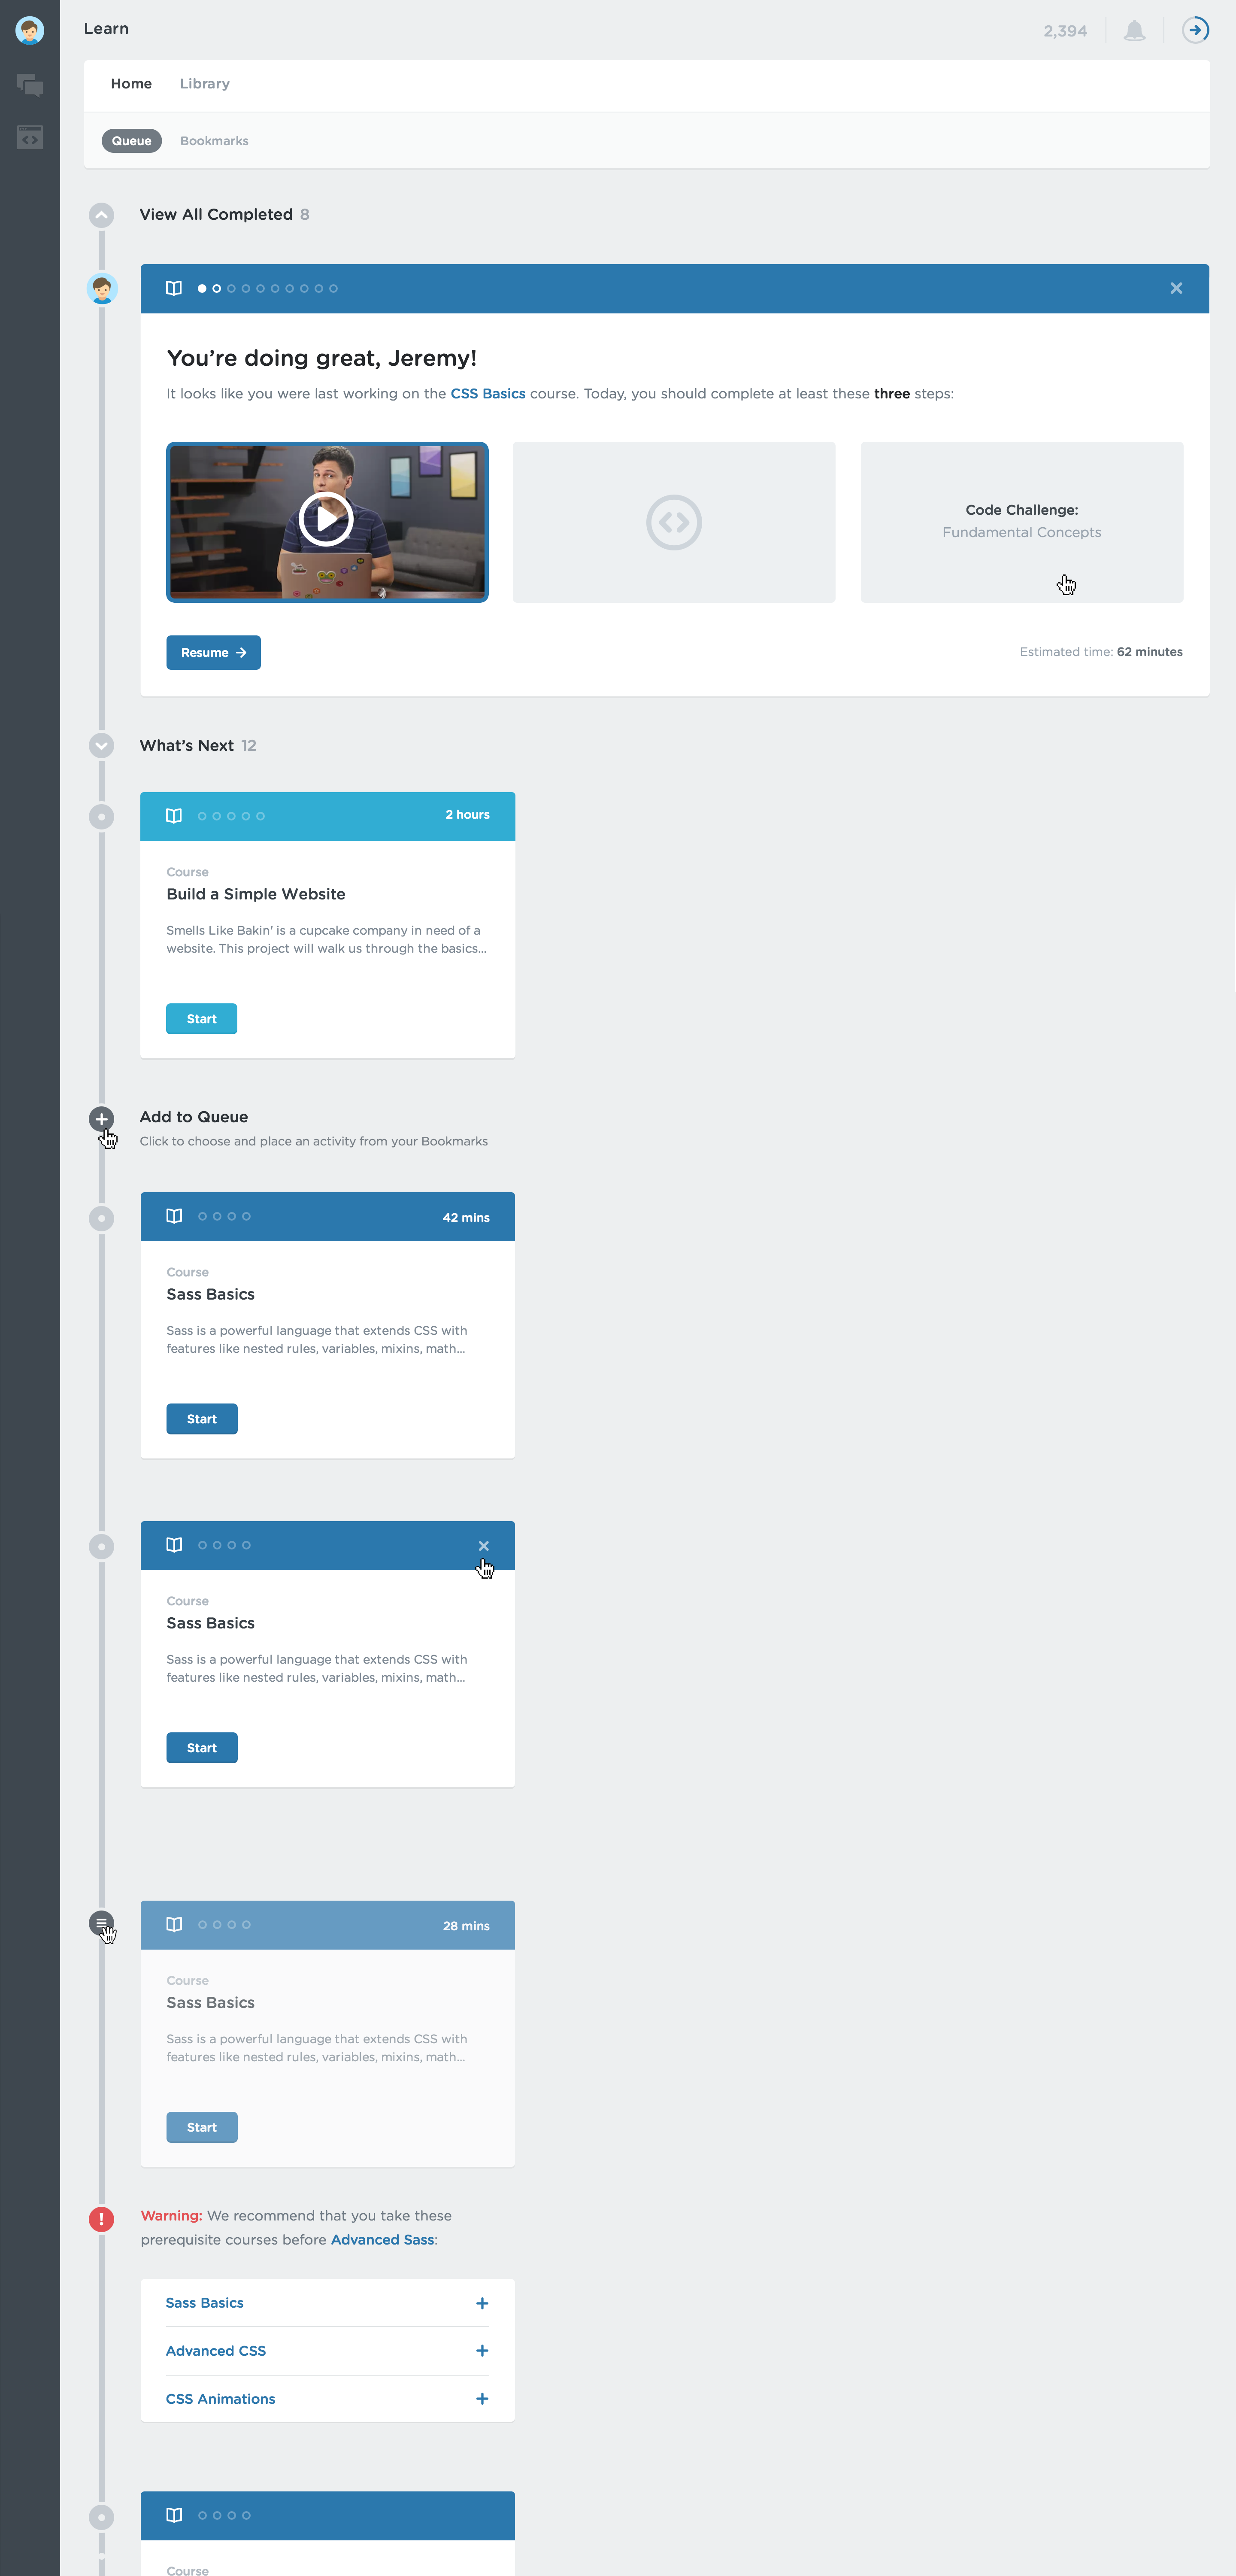 Learn
2,394
Home Library
Queue Bookmarks
View All Completed 8
You’re doing great, Jeremy!
It looks like you were last working on the CSS Basics course. Today, you should complete at least these three steps:
Code Challenge:
Fundamental Concepts
Resume
Estimated time: 62 minutes
What’s Next 12
2 hours
Course
Build a Simple Website
Smells Like Bakin' is a cupcake company in need of a
website. This project will walk us through the basics...
Start
Add to Queue
Click to choose and place an activity from your Bookmarks
42 mins
Course
Sass Basics
Sass is a powerful language that extends CSS with
features like nested rules, variables, mixins, math...
Start
Course
Sass Basics
Sass is a powerful language that extends CSS with
features like nested rules, variables, mixins, math...
Start
28 mins
Course
Sass Basics
Sass is a powerful language that extends CSS with
features like nested rules, variables, mixins, math...
Start
Warning: We recommend that you take these
prerequisite courses before Advanced Sass:
Sass Basics
Advanced CSS
CSS Animations
Course